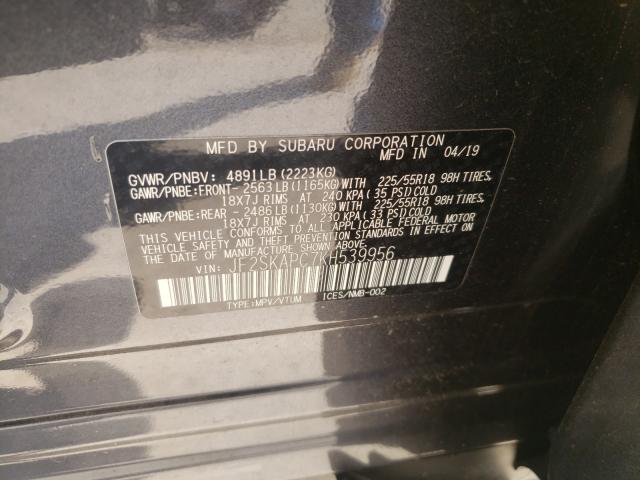 MFD BY SUBARU CORPORATION
MFD IN 04/19
GVWR/PNBV: 4891LB(2223KG)
GAWR/PNBE:FRONT-2563LB(1165KG)WITH 225/55R18 98H TIRES,
18X7J RIMS AT 240 KPA(35 PSI)COLD
GAWR/PNBE:REAR -2486LB(1130KG)WITH 225/55R18 98H TIRES,
18X7J RIMS AT 230 KPA(33 PSI)COLD
THIS VEHICLE CONFORMS TO ALL APPLICABLE FEDERAL MOTOR
VEHICLE SAFETY AND THEFT PREVENTION STANDARDS IN EFFECT
ON THE DATE OF MANUFACTURE SHOWN ABOVE.
VIN: JF2SKAPC7KH539956
TYPE:MPV/VTUM ICES/NMB-002